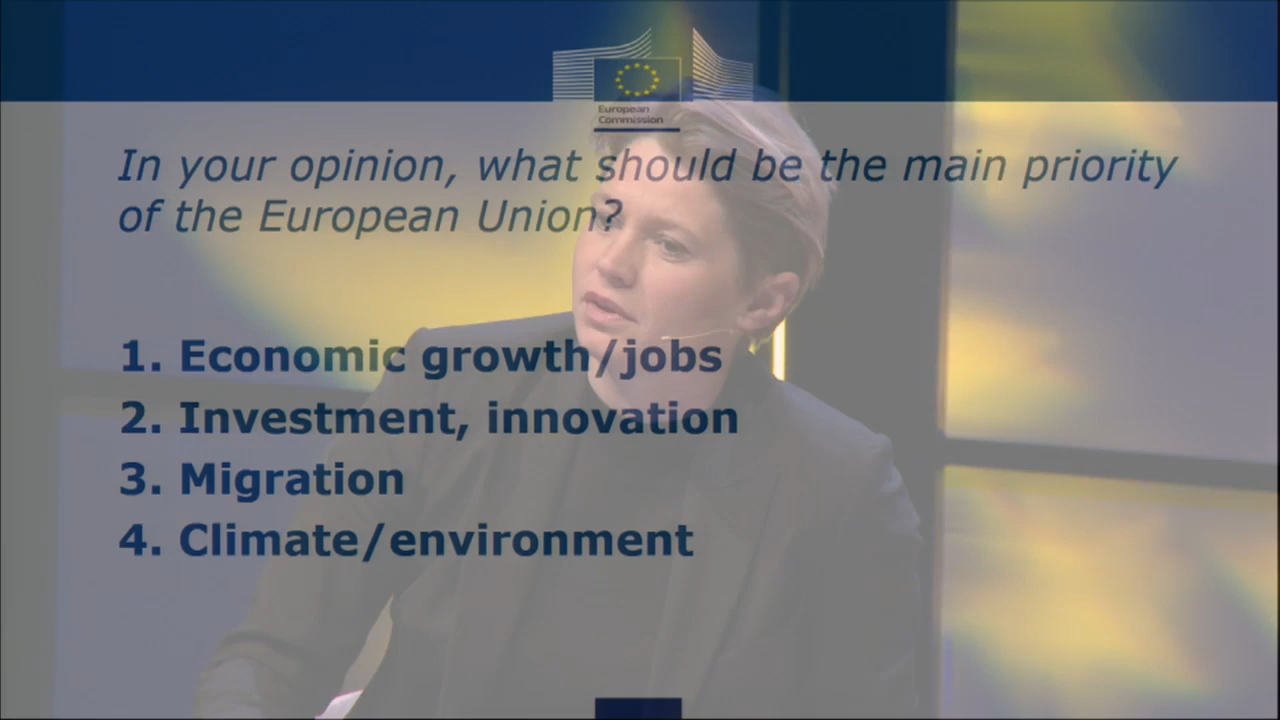 European
Commission
In your opinion, what should be the main priority
of the European Union?
1. Economic growth/jobs
2. Investment, innovation
3. Migration
4. Climate/environment